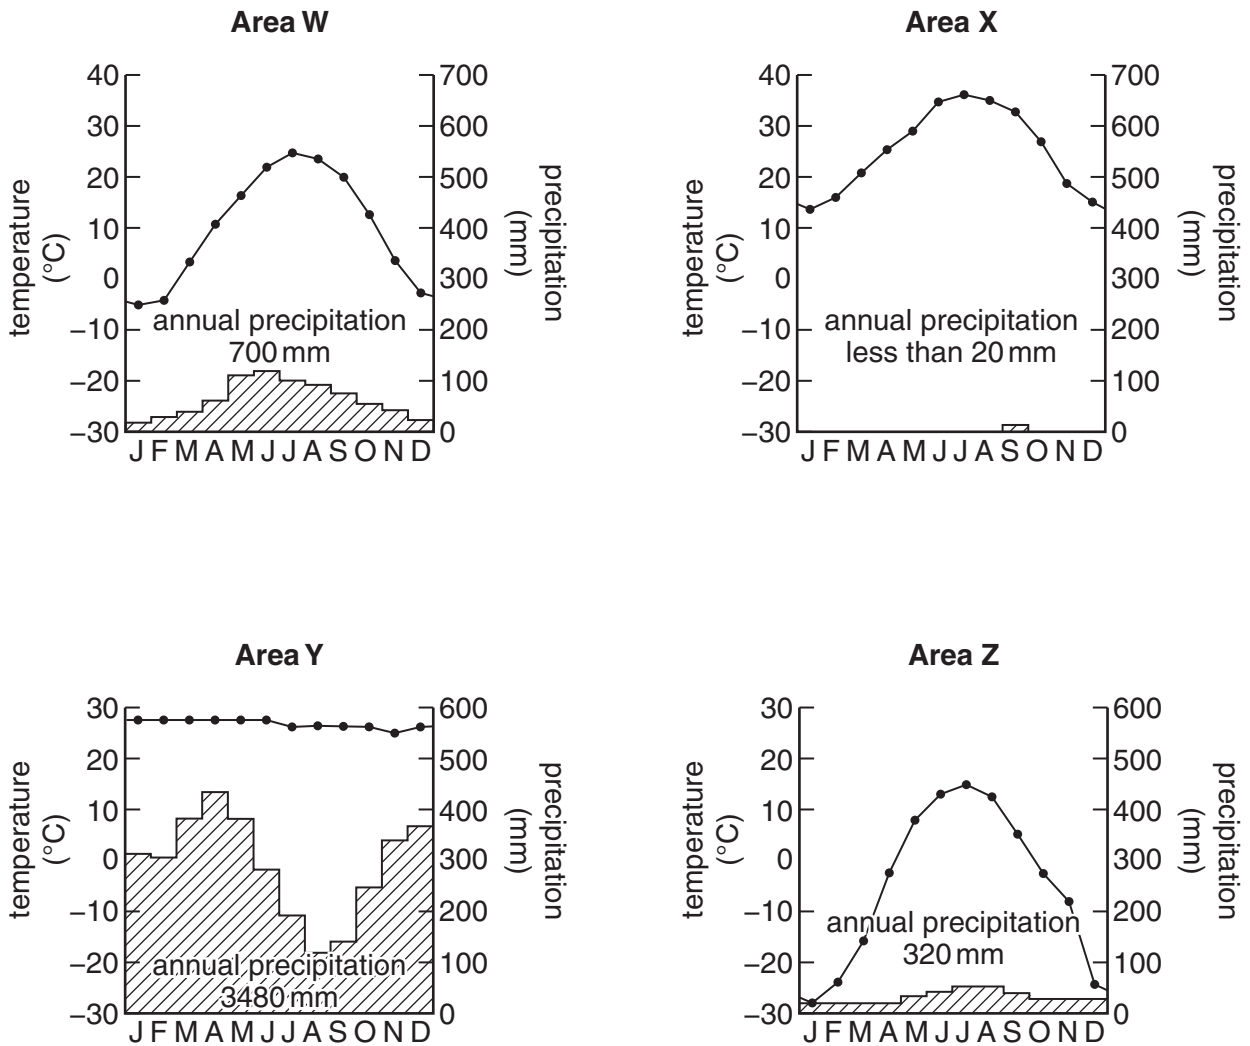 Area W
40
30
20
10
0
−10
−20
−30
temperature
(°C)
700
600
500
400
300
200
100
0
precipitation
(mm)
annual precipitation
700 mm
J F M A M J J A S O N D
Area X
40
30
20
10
0
−10
−20
−30
temperature
(°C)
700
600
500
400
300
200
100
0
precipitation
(mm)
annual precipitation
less than 20 mm
J F M A M J J A S O N D
Area Y
30
20
10
0
−10
−20
−30
temperature
(°C)
600
500
400
300
200
100
0
precipitation
(mm)
annual precipitation
3480 mm
J F M A M J J A S O N D
Area Z
30
20
10
0
−10
−20
−30
temperature
(°C)
600
500
400
300
200
100
0
precipitation
(mm)
annual precipitation
320 mm
J F M A M J J A S O N D